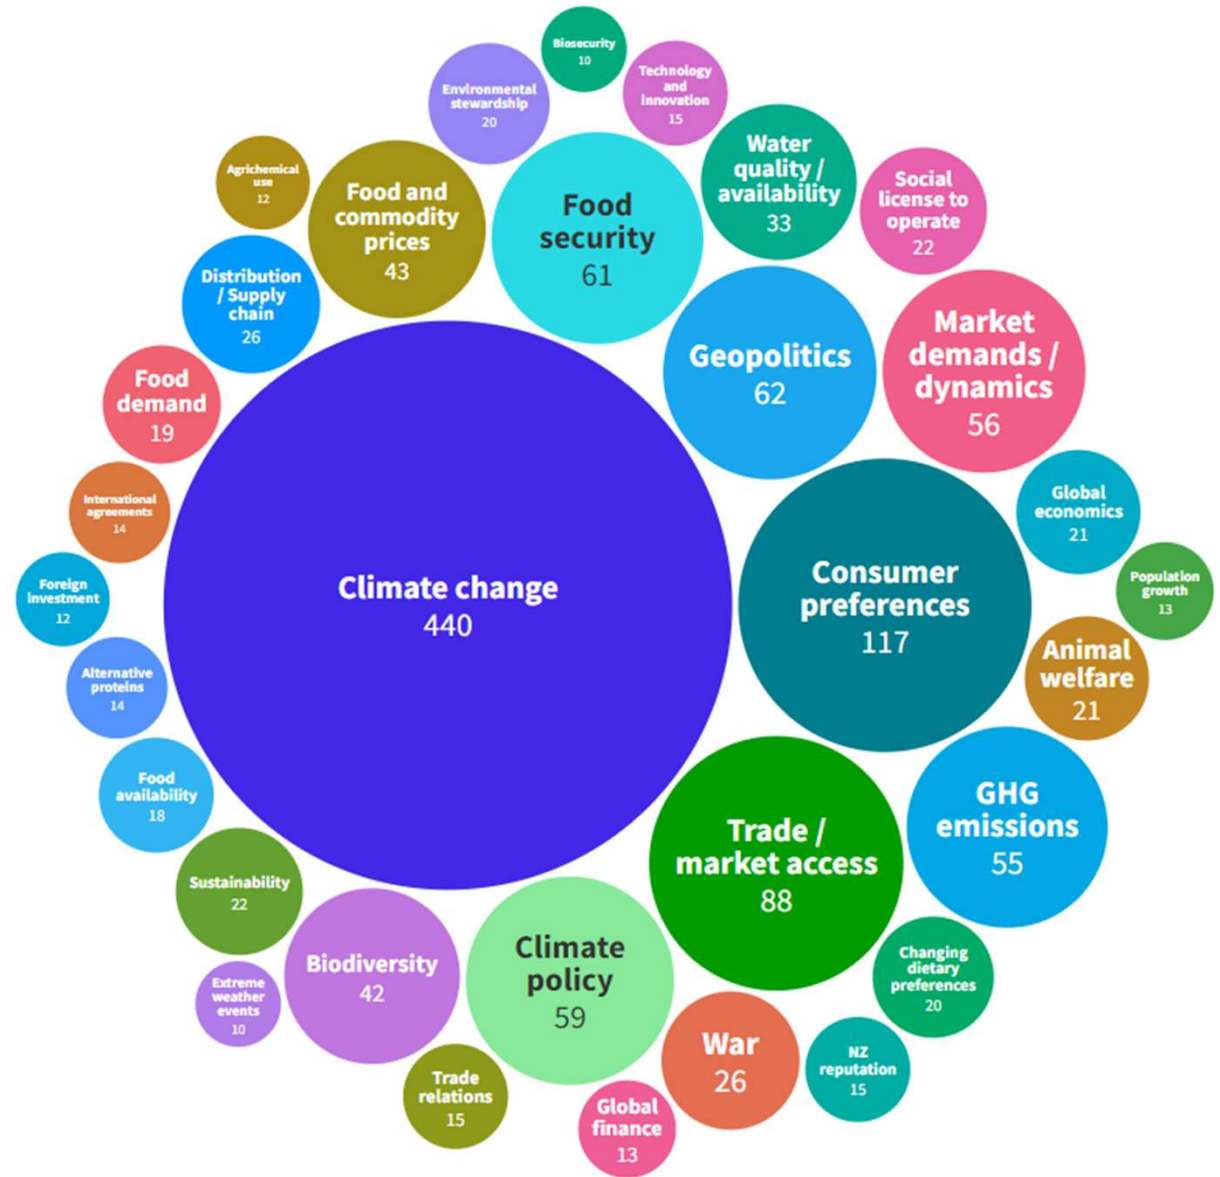 Biosecurity
10
Technology
and
innovation
15
Environmental
stewardship
20
Water
quality /
availability
33
Social
license to
operate
22
Agrichemical
use
12
Food and
commodity
prices
43
Food
security
61
Distribution
/ Supply
chain
26
Geopolitics
62
Market
demands /
dynamics
56
Food
demand
19
International
agreements
14
Global
economics
21
Foreign
investment
12
Climate change
440
Consumer
preferences
117
Population
growth
13
Alternative
proteins
14
Animal
welfare
21
Food
availability
18
Trade /
market access
88
GHG
emissions
55
Sustainability
22
Biodiversity
42
Climate
policy
59
Changing
dietary
preferences
20
Extreme
weather
events
10
War
26
NZ
reputation
15
Trade
relations
15
Global
finance
13